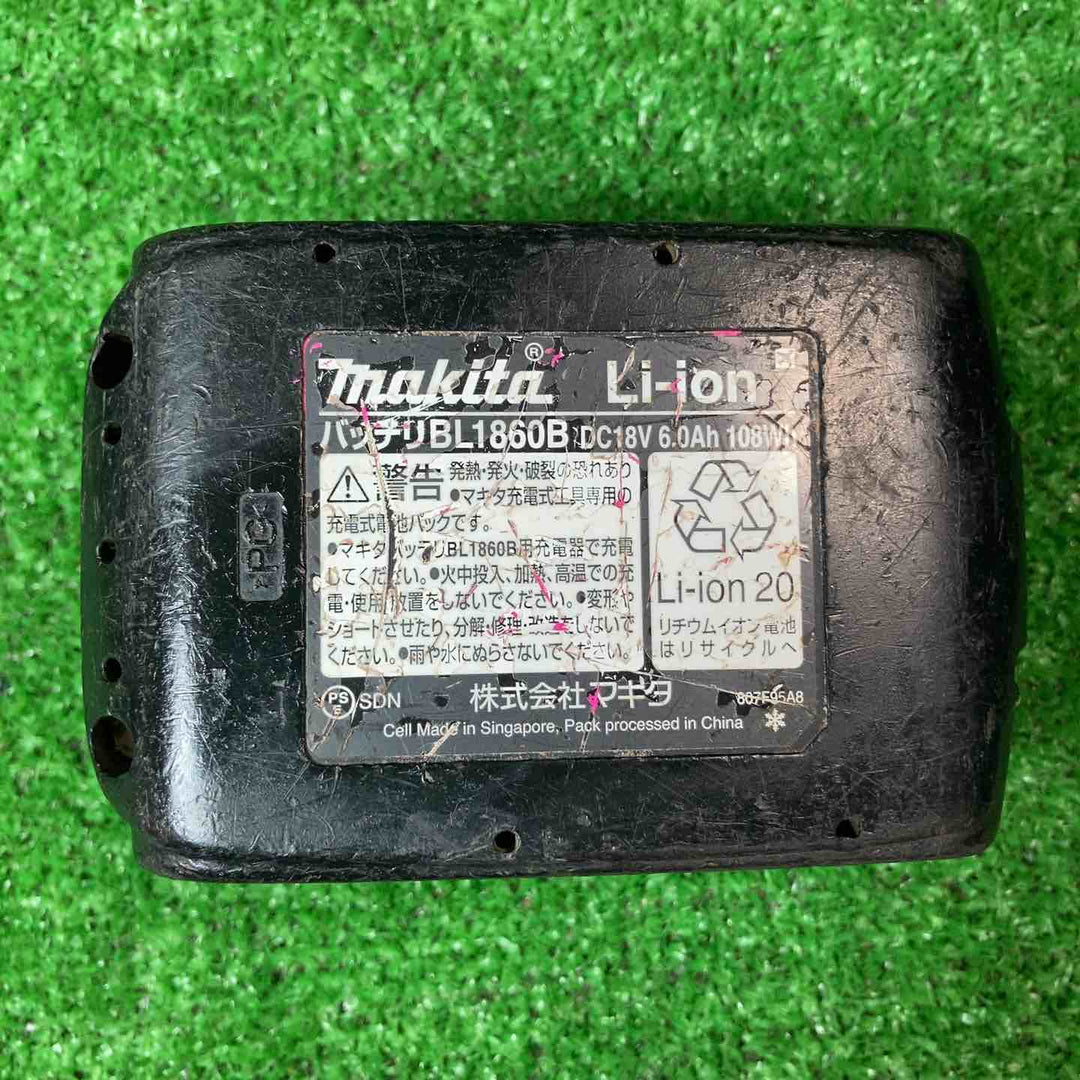 makita® Li-ion
バッテリBL1860B DC18V 6.0Ah 108Wh
警告 発熱・発火・破裂の恐れあり
●マキタ充電式工具専用の
充電式電池パックです。
●マキタバッテリBL1860B用充電器で充電
してください。●火中投入、加熱、高温での充
電・使用/放置をしないでください。●変形や
ショートさせたり、分解・修理・改造をしないで
ください。●雨や水にぬらさないでください。
Li-ion 20
リチウムイオン電池
はリサイクルへ
PS
E
SDN
株式会社マキタ
Cell Made in Singapore, Pack processed in China
>PC<